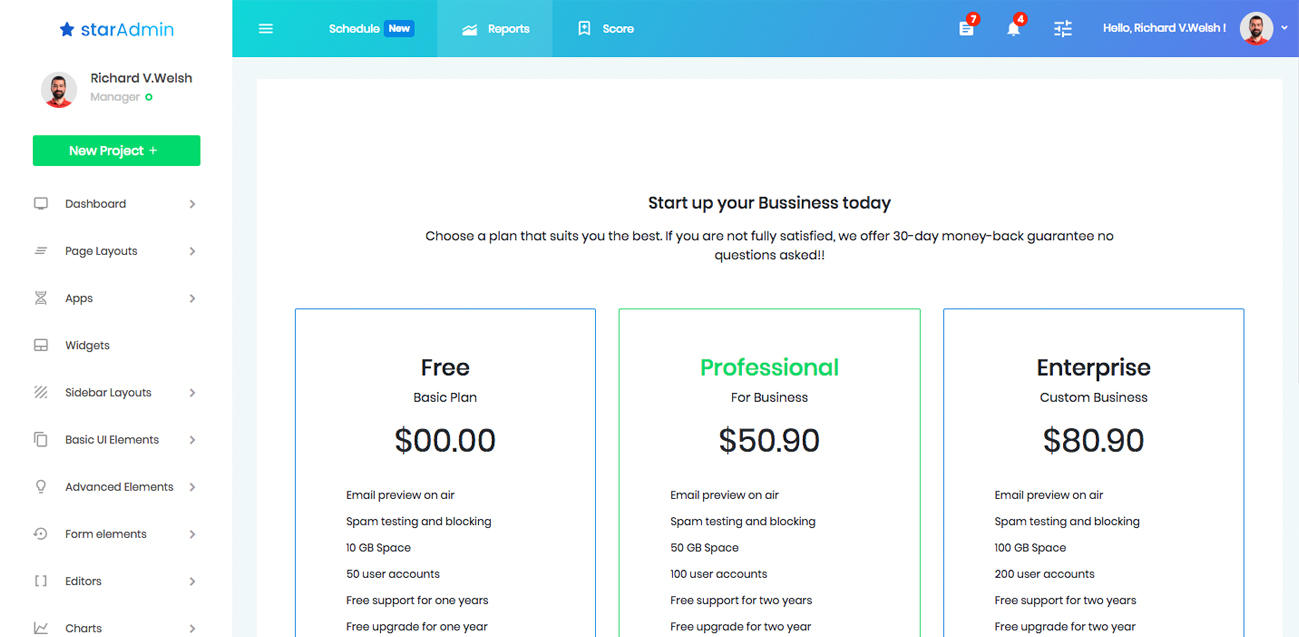 starAdmin
Schedule New
Reports
Score
7
4
Hello, Richard V.Welsh !
Richard V.Welsh
Manager
New Project +
Dashboard
Page Layouts
Apps
Widgets
Sidebar Layouts
Basic UI Elements
Advanced Elements
Form elements
Editors
Charts
Start up your Bussiness today
Choose a plan that suits you the best. If you are not fully satisfied, we offer 30-day money-back guarantee no
questions asked!!
Free
Basic Plan
$00.00
Email preview on air
Spam testing and blocking
10 GB Space
50 user accounts
Free support for one years
Free upgrade for one year
Professional
For Business
$50.90
Email preview on air
Spam testing and blocking
50 GB Space
100 user accounts
Free support for two years
Free upgrade for two year
Enterprise
Custom Business
$80.90
Email preview on air
Spam testing and blocking
100 GB Space
200 user accounts
Free support for two years
Free upgrade for two year